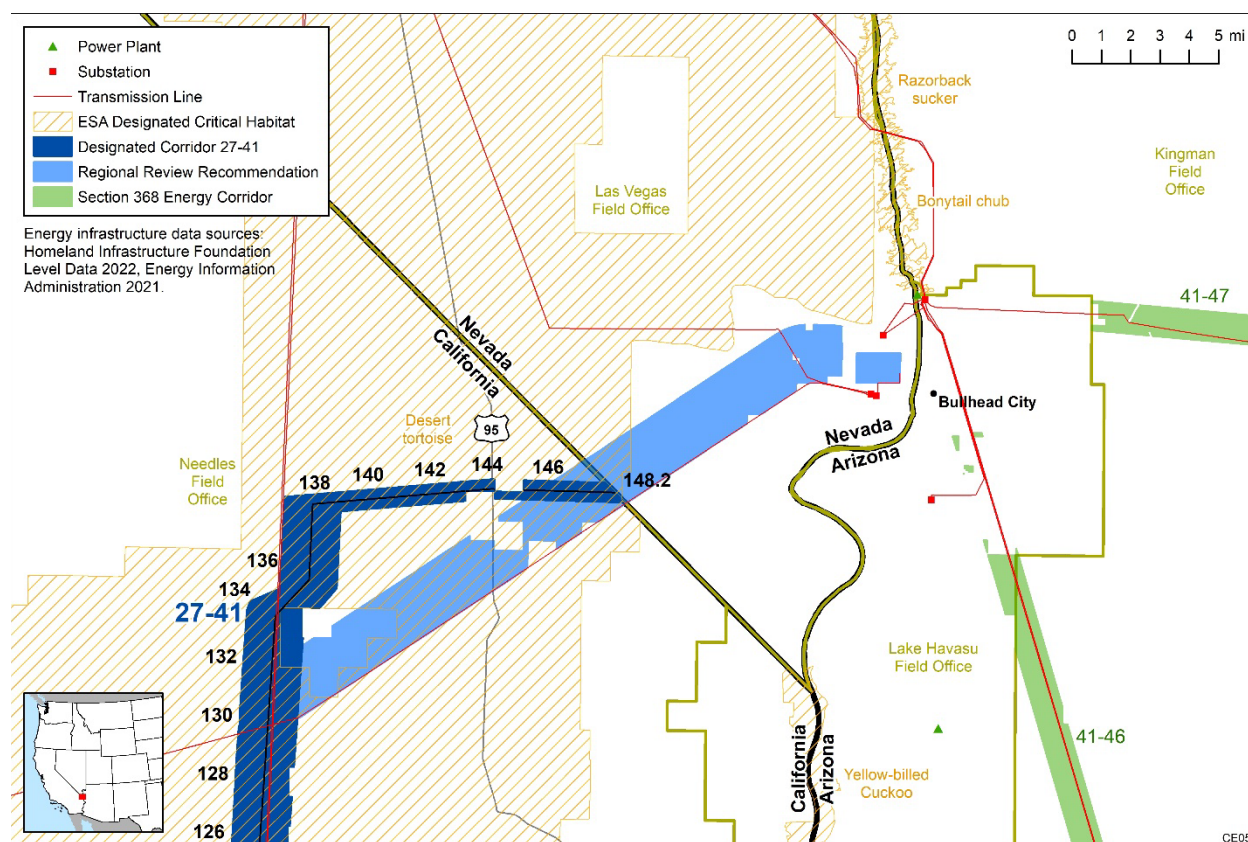 Power Plant
Substation
Transmission Line
ESA Designated Critical Habitat
Designated Corridor 27-41
Regional Review Recommendation
Section 368 Energy Corridor
Energy infrastructure data sources:
Homeland Infrastructure Foundation
Level Data 2022, Energy Information
Administration 2021.
0 1 2 3 4 5 mi
Razorback
sucker
Kingman
Field
Office
Las Vegas
Field Office
Bonytail chub
41-47
Nevada
California
Bullhead City
Desert
tortoise
95
Nevada
Arizona
Needles
Field
Office
138
140
142
144
146
148.2
136
134
27-41
132
130
128
126
Lake Havasu
Field Office
41-46
California
Arizona
Yellow-billed
Cuckoo
CE05